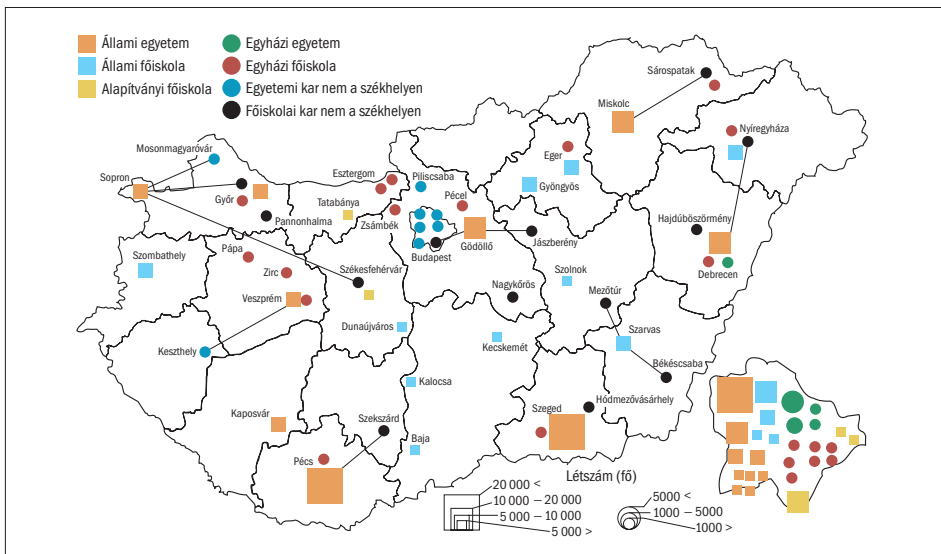 Állami egyetem
Állami főiskola
Alapítványi főiskola
Egyházi egyetem
Egyházi főiskola
Egyetemi kar nem a székhelyen
Főiskolai kar nem a székhelyen
Sárospatak
Miskolc
Nyíregyháza
Mosonmagyaróvár
Sopron
Győr
Pannonhalma
Esztergom
Piliscsaba
Tatabánya
Zsámbék
Pécel
Eger
Gyöngyös
Budapest
Gödöllő
Jászberény
Hajdúböszörmény
Debrecen
Szombathely
Pápa
Zirc
Veszprém
Székesfehérvár
Nagykőrös
Szolnok
Mezőtúr
Dunaújváros
Kecskemét
Szarvas
Keszthely
Békéscsaba
Kalocsa
Kaposvár
Szekszárd
Baja
Szeged
Hódmezővásárhely
Pécs
Létszám (fő)
20 000 <
10 000 – 20 000
5 000 – 10 000
5 000 >
5000 <
1000 – 5000
1000 >